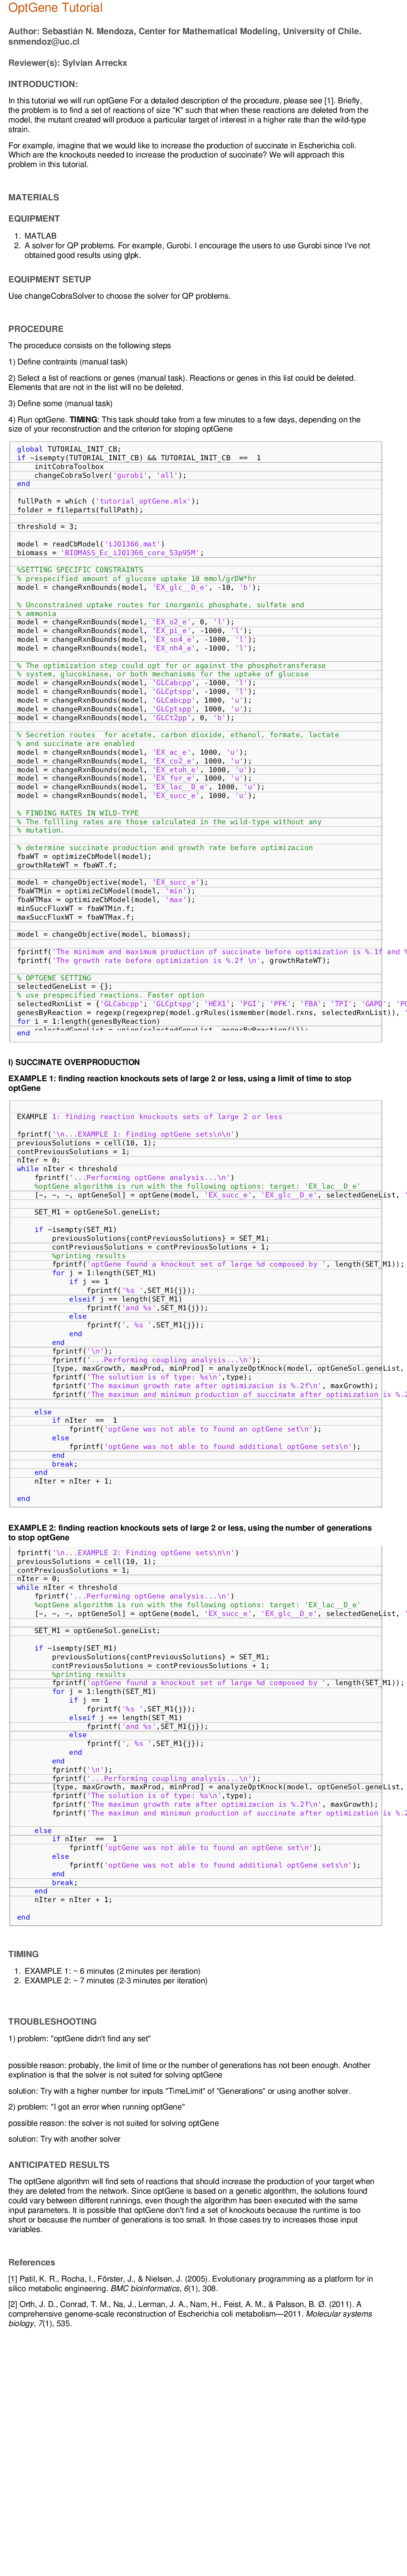 OptGene Tutorial
Author: Sebastián N. Mendoza, Center for Mathematical Modeling, University of Chile.
snmendoz@uc.cl
Reviewer(s): Sylvian Arreckx
INTRODUCTION:
In this tutorial we will run optGene For a detailed description of the procedure, please see [1]. Briefly,
the problem is to find a set of reactions of size "K" such that when these reactions are deleted from the
model, the mutant created will produce a particular target of interest in a higher rate than the wild-type
strain.
For example, imagine that we would like to increase the production of succinate in Escherichia coli.
Which are the knockouts needed to increase the production of succinate? We will approach this
problem in this tutorial.
MATERIALS
EQUIPMENT
1. MATLAB
2. A solver for QP problems. For example, Gurobi. I encourage the users to use Gurobi since I've not
obtained good results using glpk.
EQUIPMENT SETUP
Use changeCobraSolver to choose the solver for QP problems.
PROCEDURE
The proceduce consists on the following steps
1) Define contraints (manual task)
2) Select a list of reactions or genes (manual task). Reactions or genes in this list could be deleted.
Elements that are not in the list will no be deleted.
3) Define some (manual task)
4) Run optGene. TIMING: This task should take from a few minutes to a few days, depending on the
size of your reconstruction and the criterion for stoping optGene
global TUTORIAL_INIT_CB;
if ~isempty(TUTORIAL_INIT_CB) && TUTORIAL_INIT_CB == 1
initCobraToolbox
changeCobraSolver('gurobi', 'all');
end
fullPath = which ('tutorial_optGene.mlx');
folder = fileparts(fullPath);
threshold = 3;
model = readCbModel('iJO1366.mat')
biomass = 'BIOMASS_Ec_iJO1366_core_53p95M';
%SETTING SPECIFIC CONSTRAINTS
% prespecified amount of glucose uptake 10 mmol/grDW*hr
model = changeRxnBounds(model, 'EX_glc__D_e', -10, 'b');
% Unconstrained uptake routes for inorganic phosphate, sulfate and
% ammonia
model = changeRxnBounds(model, 'EX_o2_e', 0, 'l');
model = changeRxnBounds(model, 'EX_pi_e', -1000, 'l');
model = changeRxnBounds(model, 'EX_so4_e', -1000, 'l');
model = changeRxnBounds(model, 'EX_nh4_e', -1000, 'l');
% The optimization step could opt for or against the phosphotransferase
% system, glucokinase, or both mechanisms for the uptake of glucose
model = changeRxnBounds(model, 'GLCabcpp', -1000, 'l');
model = changeRxnBounds(model, 'GLCptspp', -1000, 'l');
model = changeRxnBounds(model, 'GLCabcpp', 1000, 'u');
model = changeRxnBounds(model, 'GLCptspp', 1000, 'u');
model = changeRxnBounds(model, 'GLCt2pp', 0, 'b');
% Secretion routes  for acetate, carbon dioxide, ethanol, formate, lactate
% and succinate are enabled
model = changeRxnBounds(model, 'EX_ac_e', 1000, 'u');
model = changeRxnBounds(model, 'EX_co2_e', 1000, 'u');
model = changeRxnBounds(model, 'EX_etoh_e', 1000, 'u');
model = changeRxnBounds(model, 'EX_for_e', 1000, 'u');
model = changeRxnBounds(model, 'EX_lac__D_e', 1000, 'u');
model = changeRxnBounds(model, 'EX_succ_e', 1000, 'u');
% FINDING RATES IN WILD-TYPE
% The follling rates are those calculated in the wild-type without any
% mutation.
% determine succinate production and growth rate before optimizacion
fbaWT = optimizeCbModel(model);
growthRateWT = fbaWT.f;
model = changeObjective(model, 'EX_succ_e');
fbaWTMin = optimizeCbModel(model, 'min');
fbaWTMax = optimizeCbModel(model, 'max');
minSuccFluxWT = fbaWTMin.f;
maxSuccFluxWT = fbaWTMax.f;
model = changeObjective(model, biomass);
fprintf('The minimum and maximum production of succinate before optimization is %.1f and %
fprintf('The growth rate before optimization is %.2f \n', growthRateWT);
% OPTGENE SETTING
selectedGeneList = {};
% use prespecified reactions. Faster option
selectedRxnList = {'GLCabcpp'; 'GLCptspp'; 'HEX1'; 'PGI'; 'PFK'; 'FBA'; 'TPI'; 'GAPD'; 'PG
genesByReaction = regexp(regexprep(model.grRules(ismember(model.rxns, selectedRxnList)), '
for i = 1:length(genesByReaction)
selectedGeneList = union(selectedGeneList, genesByReaction{i});
end
I) SUCCINATE OVERPRODUCTION
EXAMPLE 1: finding reaction knockouts sets of large 2 or less, using a limit of time to stop
optGene
EXAMPLE 1: finding reaction knockouts sets of large 2 or less
fprintf('\n...EXAMPLE 1: Finding optGene sets\n\n')
previousSolutions = cell(10, 1);
contPreviousSolutions = 1;
nIter = 0;
while nIter < threshold
fprintf('...Performing optGene analysis...\n')
%optGene algorithm is run with the following options: target: 'EX_lac__D_e'
[~, ~, ~, optGeneSol] = optGene(model, 'EX_succ_e', 'EX_glc__D_e', selectedGeneList, '
SET_M1 = optGeneSol.geneList;
if ~isempty(SET_M1)
previousSolutions{contPreviousSolutions} = SET_M1;
contPreviousSolutions = contPreviousSolutions + 1;
%printing results
fprintf('optGene found a knockout set of large %d composed by ', length(SET_M1));
for j = 1:length(SET_M1)
if j == 1
fprintf('%s ',SET_M1{j});
elseif j == length(SET_M1)
fprintf('and %s',SET_M1{j});
else
fprintf(', %s ',SET_M1{j});
end
end
fprintf('\n');
fprintf('...Performing coupling analysis...\n');
[type, maxGrowth, maxProd, minProd] = analyzeOptKnock(model, optGeneSol.geneList,
fprintf('The solution is of type: %s\n',type);
fprintf('The maximun growth rate after optimizacion is %.2f\n', maxGrowth);
fprintf('The maximun and minimun production of succinate after optimization is %.2
else
if nIter == 1
fprintf('optGene was not able to found an optGene set\n');
else
fprintf('optGene was not able to found additional optGene sets\n');
end
break;
end
nIter = nIter + 1;
end
EXAMPLE 2: finding reaction knockouts sets of large 2 or less, using the number of generations
to stop optGene
fprintf('\n...EXAMPLE 2: Finding optGene sets\n\n')
previousSolutions = cell(10, 1);
contPreviousSolutions = 1;
nIter = 0;
while nIter < threshold
fprintf('...Performing optGene analysis...\n')
%optGene algorithm is run with the following options: target: 'EX_lac__D_e'
[~, ~, ~, optGeneSol] = optGene(model, 'EX_succ_e', 'EX_glc__D_e', selectedGeneList, '
SET_M1 = optGeneSol.geneList;
if ~isempty(SET_M1)
previousSolutions{contPreviousSolutions} = SET_M1;
contPreviousSolutions = contPreviousSolutions + 1;
%printing results
fprintf('optGene found a knockout set of large %d composed by ', length(SET_M1));
for j = 1:length(SET_M1)
if j == 1
fprintf('%s ',SET_M1{j});
elseif j == length(SET_M1)
fprintf('and %s',SET_M1{j});
else
fprintf(', %s ',SET_M1{j});
end
end
fprintf('\n');
fprintf('...Performing coupling analysis...\n');
[type, maxGrowth, maxProd, minProd] = analyzeOptKnock(model, optGeneSol.geneList,
fprintf('The solution is of type: %s\n',type);
fprintf('The maximun growth rate after optimizacion is %.2f\n', maxGrowth);
fprintf('The maximun and minimun production of succinate after optimization is %.2
else
if nIter == 1
fprintf('optGene was not able to found an optGene set\n');
else
fprintf('optGene was not able to found additional optGene sets\n');
end
break;
end
nIter = nIter + 1;
end
TIMING
1. EXAMPLE 1: ~ 6 minutes (2 minutes per iteration)
2. EXAMPLE 2: ~ 7 minutes (2-3 minutes per iteration)
TROUBLESHOOTING
1) problem: "optGene didn't find any set"
possible reason: probably, the limit of time or the number of generations has not been enough. Another
explination is that the solver is not suited for solving optGene
solution: Try with a higher number for inputs "TimeLimit" of "Generations" or using another solver.
2) problem: "I got an error when running optGene"
possible reason: the solver is not suited for solving optGene
solution: Try with another solver
ANTICIPATED RESULTS
The optGene algorithm will find sets of reactions that should increase the production of your target when
they are deleted from the network. Since optGene is based on a genetic algorithm, the solutions found
could vary between different runnings, even though the algorithm has been executed with the same
input parameters. It is possible that optGene don't find a set of knockouts because the runtime is too
short or because the number of generations is too small. In those cases try to increases those input
variables.
References
[1] Patil, K. R., Rocha, I., Förster, J., & Nielsen, J. (2005). Evolutionary programming as a platform for in
silico metabolic engineering. BMC bioinformatics, 6(1), 308.
[2] Orth, J. D., Conrad, T. M., Na, J., Lerman, J. A., Nam, H., Feist, A. M., & Palsson, B. Ø. (2011). A
comprehensive genome-scale reconstruction of Escherichia coli metabolism—2011. Molecular systems
biology, 7(1), 535.